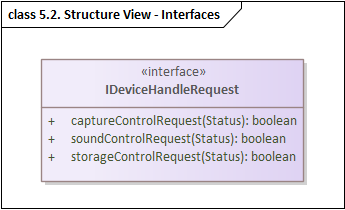 class 5.2. Structure View - Interfaces
«interface»
IDeviceHandleRequest
+ captureControlRequest(Status): boolean
+ soundControlRequest(Status): boolean
+ storageControlRequest(Status): boolean